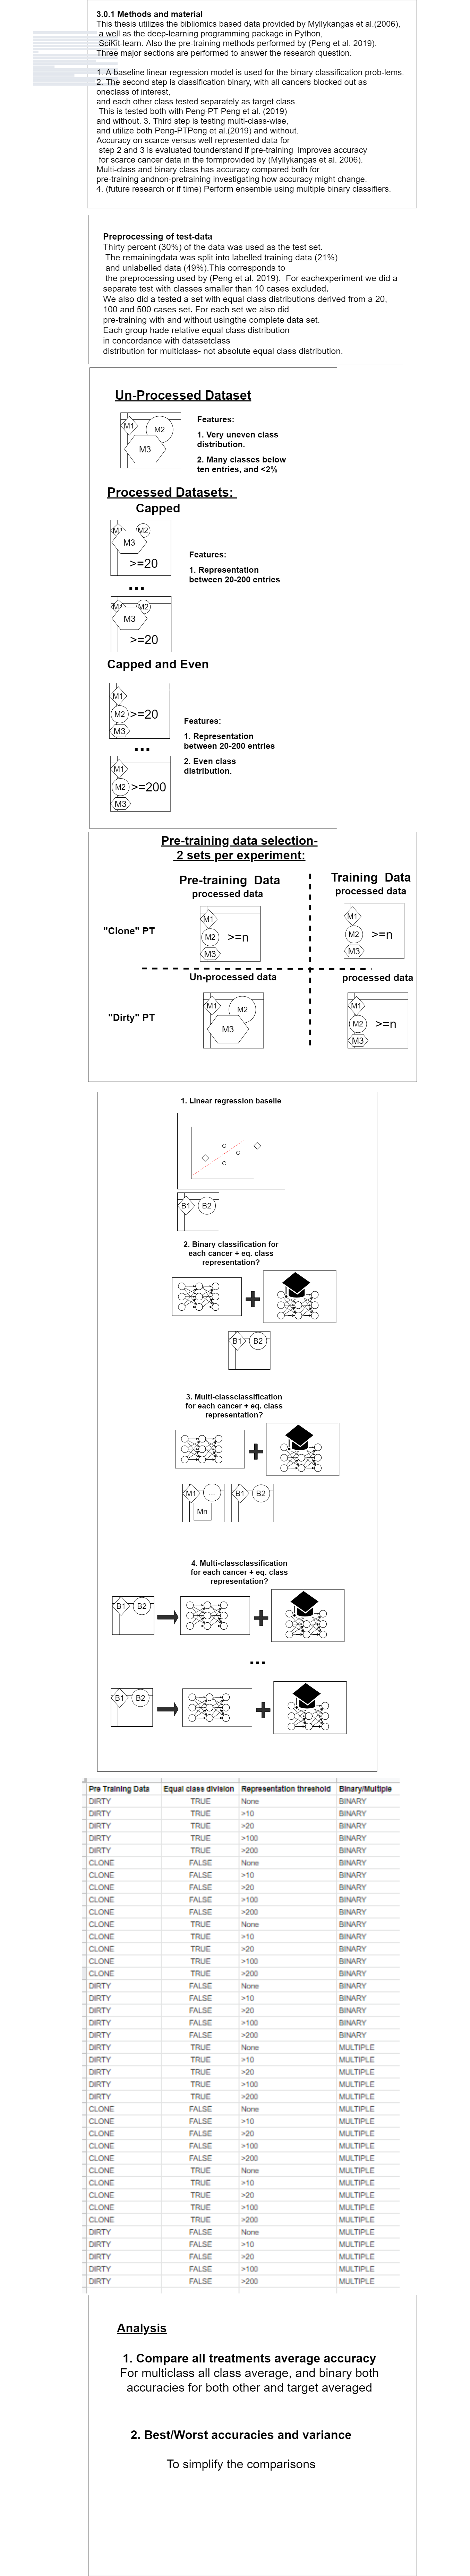 3.0.1 Methods and material
This thesis utilizes the bibliomics based data provided by Myllykangas et al.(2006),
a well as the deep-learning programming package in Python,
SciKit-learn. Also the pre-training methods performed by (Peng et al. 2019).
Three major sections are performed to answer the research question:
1. A baseline linear regression model is used for the binary classification prob-lems.
2. The second step is classification binary, with all cancers blocked out as
oneclass of interest,
and each other class tested separately as target class.
This is tested both with Peng-PT Peng et al. (2019)
and without. 3. Third step is testing multi-class-wise,
and utilize both Peng-PTPeng et al.(2019) and without.
Accuracy on scarce versus well represented data for
step 2 and 3 is evaluated tounderstand if pre-training improves accuracy
for scarce cancer data in the formprovided by (Myllykangas et al. 2006).
Multi-class and binary class has accuracy compared both for
pre-training andnon-pretraining investigating how accuracy might change.
4. (future research or if time) Perform ensemble using multiple binary classifiers.
Preprocessing of test-data
Thirty percent (30%) of the data was used as the test set.
The remainingdata was split into labelled training data (21%)
and unlabelled data (49%).This corresponds to
the preprocessing used by (Peng et al. 2019). For eachexperiment we did a
separate test with classes smaller than 10 cases excluded.
We also did a tested a set with equal class distributions derived from a 20,
100 and 500 cases set. For each set we also did
pre-training with and without usingthe complete data set.
Each group hade relative equal class distribution
in concordance with datasetclass
distribution for multiclass- not absolute equal class distribution.
Un-Processed Dataset
M1
M2
M3
Features:
1. Very uneven class
distribution.
2. Many classes below
ten entries, and <2%
Processed Datasets:
Capped
M1
M2
M3
>=20
Features:
1. Representation
between 20-200 entries
...
M1
M2
M3
>=20
Capped and Even
M1
M2
>=20
M3
Features:
1. Representation
between 20-200 entries
2. Even class
distribution.
...
M1
M2
>=200
M3
Pre-training data selection-
2 sets per experiment:
Pre-training Data
processed data
Training Data
processed data
"Clone" PT
M1
M2
>=n
M3
M1
M2
>=n
M3
Un-processed data
processed data
"Dirty" PT
M1
M2
M3
M1
M2
>=n
M3
1. Linear regression baselie
B1
B2
2. Binary classification for
each cancer + eq. class
representation?
B1
B2
3. Multi-classclassification
for each cancer + eq. class
representation?
M1
...
Mn
B1
B2
4. Multi-classclassification
for each cancer + eq. class
representation?
B1
B2
...
B1
B2
Pre Training Data Equal class division Representation threshold Binary/Multiple
DIRTY TRUE None BINARY
DIRTY TRUE >10 BINARY
DIRTY TRUE >20 BINARY
DIRTY TRUE >100 BINARY
DIRTY TRUE >200 BINARY
CLONE FALSE None BINARY
CLONE FALSE >10 BINARY
CLONE FALSE >20 BINARY
CLONE FALSE >100 BINARY
CLONE FALSE >200 BINARY
CLONE TRUE None BINARY
CLONE TRUE >10 BINARY
CLONE TRUE >20 BINARY
CLONE TRUE >100 BINARY
CLONE TRUE >200 BINARY
DIRTY FALSE None BINARY
DIRTY FALSE >10 BINARY
DIRTY FALSE >20 BINARY
DIRTY FALSE >100 BINARY
DIRTY FALSE >200 BINARY
DIRTY TRUE None MULTIPLE
DIRTY TRUE >10 MULTIPLE
DIRTY TRUE >20 MULTIPLE
DIRTY TRUE >100 MULTIPLE
DIRTY TRUE >200 MULTIPLE
CLONE FALSE None MULTIPLE
CLONE FALSE >10 MULTIPLE
CLONE FALSE >20 MULTIPLE
CLONE FALSE >100 MULTIPLE
CLONE FALSE >200 MULTIPLE
CLONE TRUE None MULTIPLE
CLONE TRUE >10 MULTIPLE
CLONE TRUE >20 MULTIPLE
CLONE TRUE >100 MULTIPLE
CLONE TRUE >200 MULTIPLE
DIRTY FALSE None MULTIPLE
DIRTY FALSE >10 MULTIPLE
DIRTY FALSE >20 MULTIPLE
DIRTY FALSE >100 MULTIPLE
DIRTY FALSE >200 MULTIPLE
Analysis
1. Compare all treatments average accuracy
For multiclass all class average, and binary both
accuracies for both other and target averaged
2. Best/Worst accuracies and variance
To simplify the comparisons